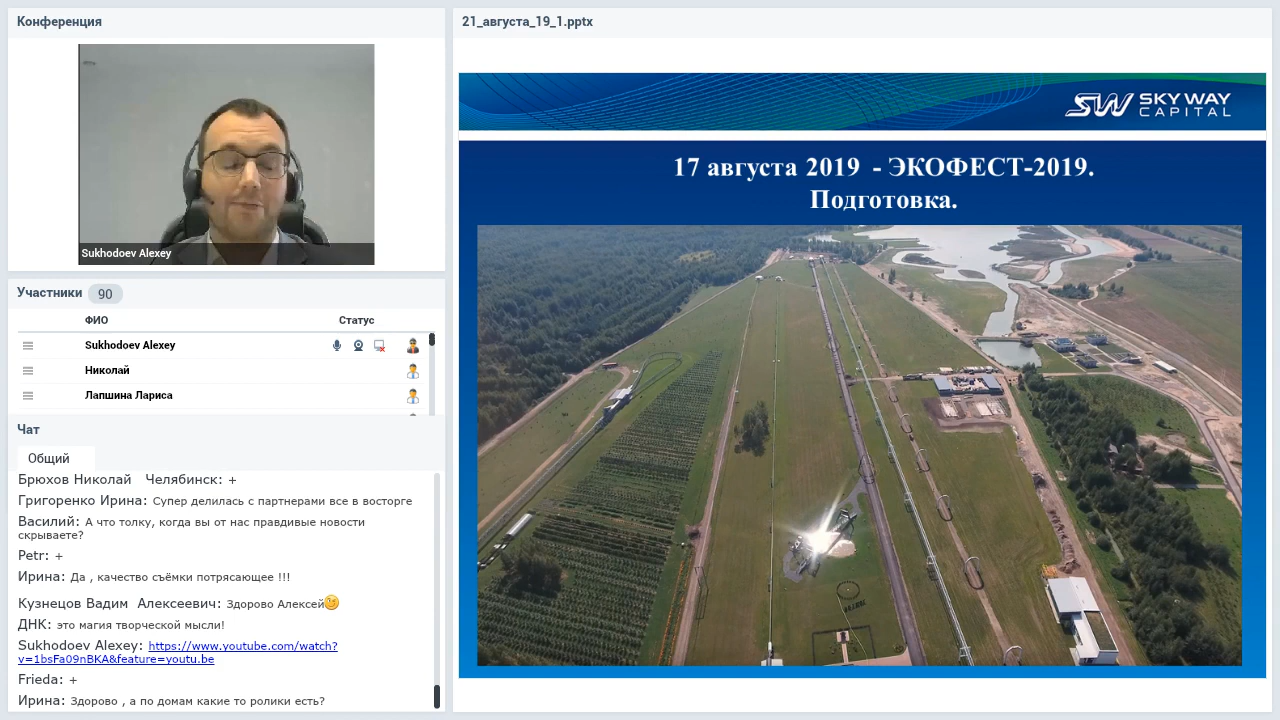 Конференция
Sukhodoev Alexey
Участники 90
ФИО Статус
Sukhodoev Alexey
Николай
Лапшина Лариса
Чат
Общий
Брюхов Николай Челябинск: +
Григоренко Ирина: Супер делилась с партнерами все в восторге
Василий: А что толку, когда вы от нас правдивые новости
скрываете?
Petr: +
Ирина: Да , качество съёмки потрясающее !!!
Кузнецов Вадим Алексеевич: Здорово Алексей
ДНК: это магия творческой мысли!
Sukhodoev Alexey: https://www.youtube.com/watch?
v=1bsFa09nBKA&feature=youtu.be
Frieda: +
Ирина: Здорово , а по домам какие то ролики есть?
21_августа_19_1.pptx
SW SKY WAY
CAPITAL
17 августа 2019 - ЭКОФЕСТ-2019.
Подготовка.